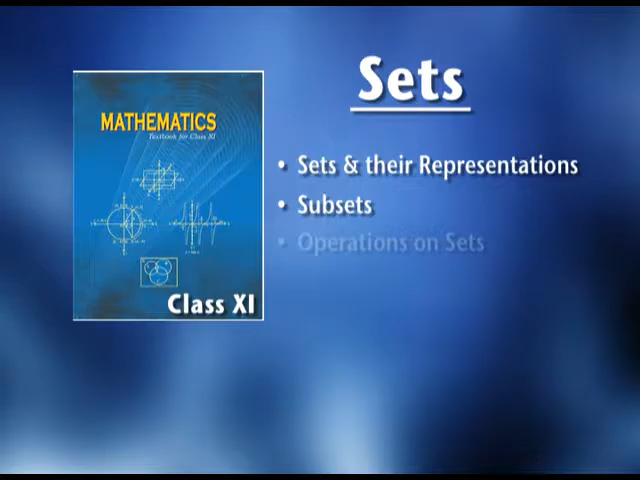 Sets
MATHEMATICS
Textbook for Class XI
• Sets & their Representations
• Subsets
• Operations on Sets
Class XI